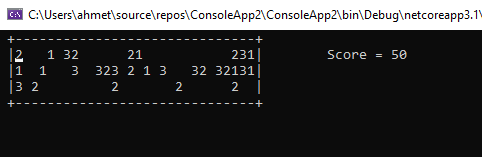 C:\Users\ahmet\source\repos\ConsoleApp2\ConsoleApp2\bin\Debug\netcoreapp3.1\
+------------------------------+
|2   1 32      21           231|        Score = 50
|1  1   3  323 2 1 3   32 32131|
|3 2         2       2      2  |
+------------------------------+